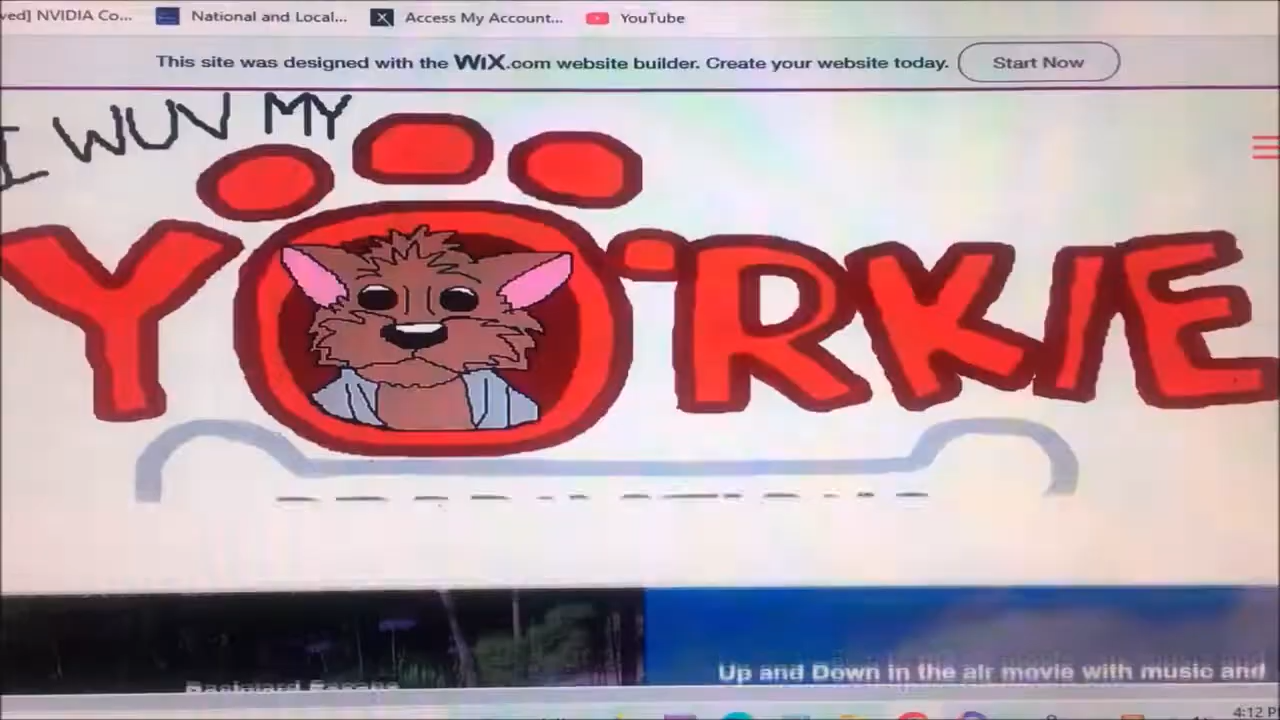 ved] NVIDIA Co... National and Local... Access My Account... YouTube
This site was designed with the WiX.com website builder. Create your website today. Start Now
I WUV MY
YORKIE
Up and Down in the air movie with music and
4:12 P